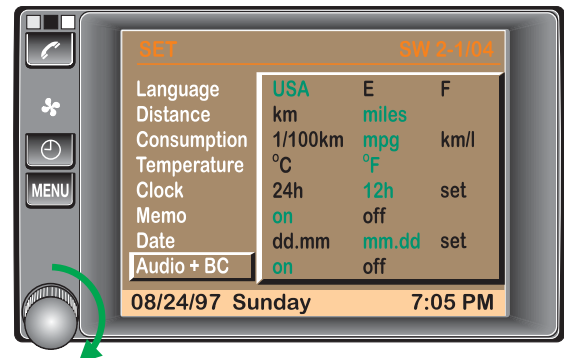 SET SW 2-1/04
Language USA E F
Distance km miles
Consumption 1/100km mpg km/l
Temperature °C °F
Clock 24h 12h set
MENU
Memo on off
Date dd.mm mm.dd set
Audio + BC on off
08/24/97 Sunday 7:05 PM